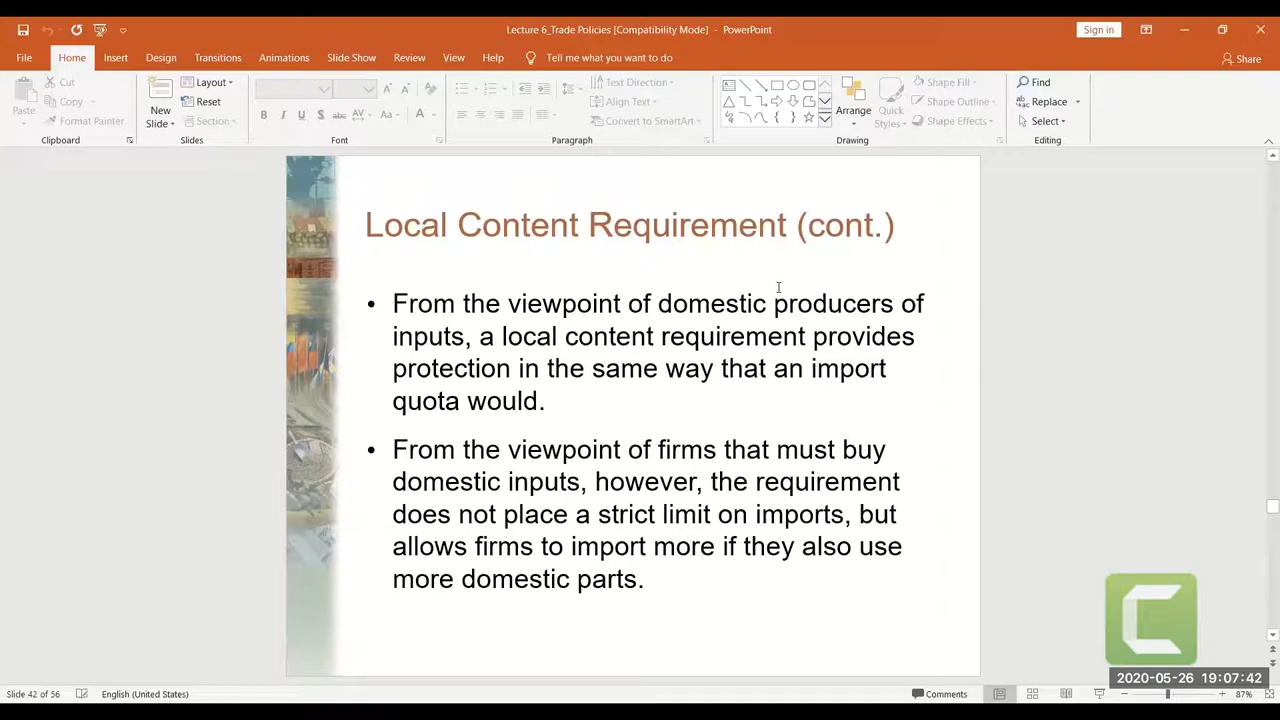 Lecture 6_Trade Policies [Compatibility Mode] - PowerPoint
Sign in
File Home Insert Design Transitions Animations Slide Show Review View Help Tell me what you want to do
Share
Paste
Cut
Copy
Format Painter
Clipboard
New Slide
Layout
Reset
Section
Slides
Font
Text Direction
Align Text
Convert to SmartArt
Paragraph
Arrange
Quick Styles
Shape Fill
Shape Outline
Shape Effects
Drawing
Find
Replace
Select
Editing
Local Content Requirement (cont.)
• From the viewpoint of domestic producers of
inputs, a local content requirement provides
protection in the same way that an import
quota would.
• From the viewpoint of firms that must buy
domestic inputs, however, the requirement
does not place a strict limit on imports, but
allows firms to import more if they also use
more domestic parts.
2020-05-26 19:07:42
Slide 42 of 56
English (United States)
Comments
87%